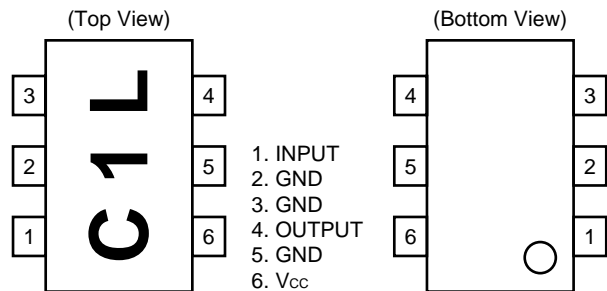 (Top View)
3
2
1
C1L
4
5
6
1. INPUT
2. GND
3. GND
4. OUTPUT
5. GND
6. VCC
(Bottom View)
4
5
6
3
2
1